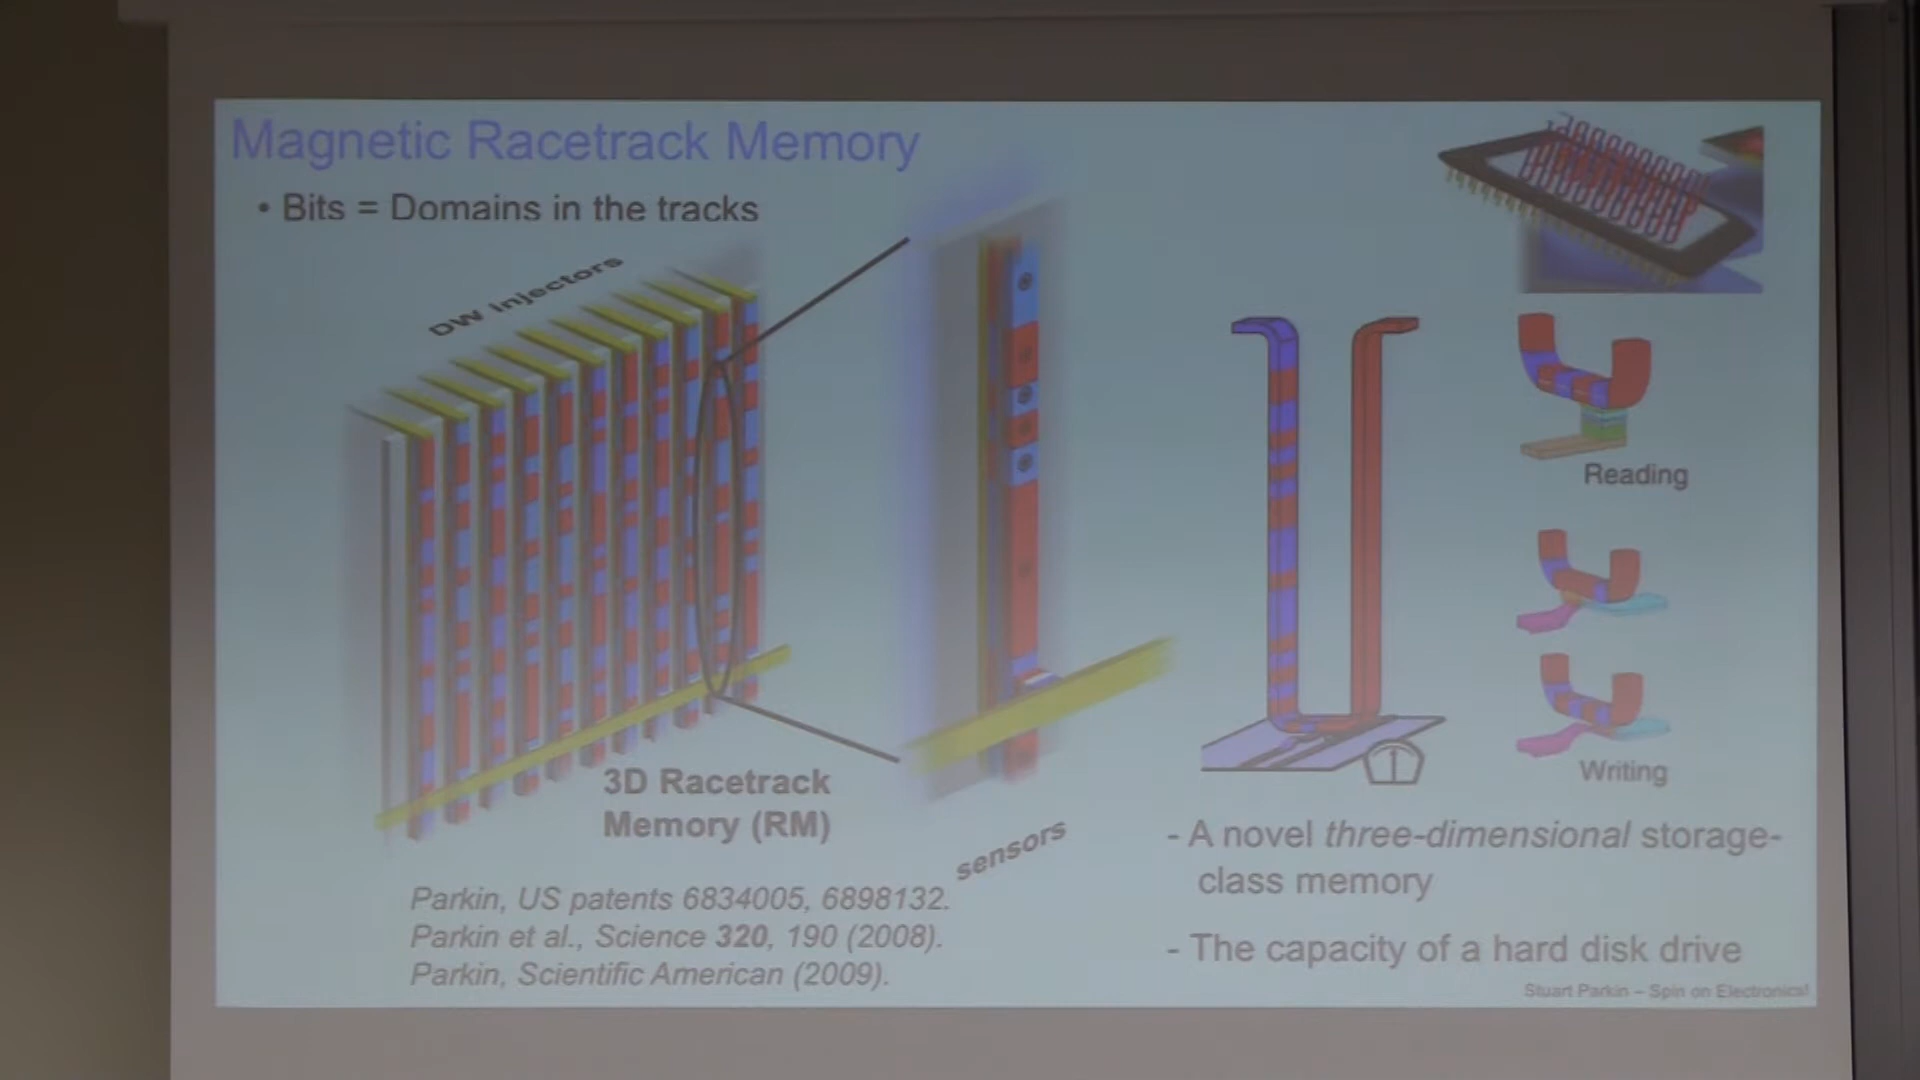 Magnetic Racetrack Memory
• Bits = Domains in the tracks
DW injectors
Reading
Writing
3D Racetrack
Memory (RM)
sensors
Parkin, US patents 6834005, 6898132.
Parkin et al., Science 320, 190 (2008).
Parkin, Scientific American (2009).
- A novel three-dimensional storage-
class memory
- The capacity of a hard disk drive
Stuart Parkin – Spin on Electronics!